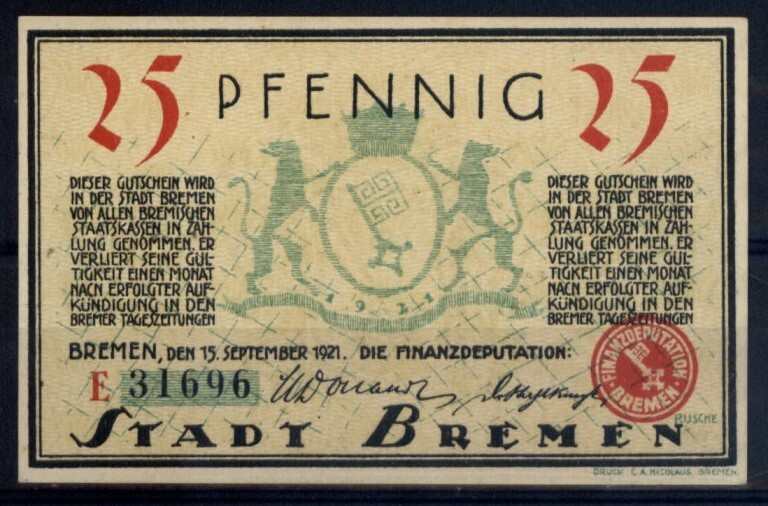 25 PFENNIG 25
DIESER GUTSCHEIN WIRD
IN DER STADT BREMEN
VON ALLEN BREMISCHEN
STAATSKASSEN IN ZAH-
LUNG GENOMMEN. ER
VERLIERT SEINE GÜL-
TIGKEIT EINEN MONAT
NACH ERFOLGTER AUF-
KÜNDIGUNG IN DEN
BREMER TAGEZEITUNGEN
DIESER GUTSCHEIN WIRD
IN DER STADT BREMEN
VON ALLEN BREMISCHEN
STAATSKASSEN IN ZAH-
LUNG GENOMMEN. ER
VERLIERT SEINE GÜL-
TIGKEIT EINEN MONAT
NACH ERFOLGTER AUF-
KÜNDIGUNG IN DEN
BREMER TAGEZEITUNGEN
1921
BREMEN, DEN 15. SEPTEMBER 1921. DIE FINANZDEPUTATION:
E 31696
FINANZDEPUTATION
BREMEN
BUSCHE
STADT BREMEN
DRUCK C.A. NICOLAUS, BREMEN.